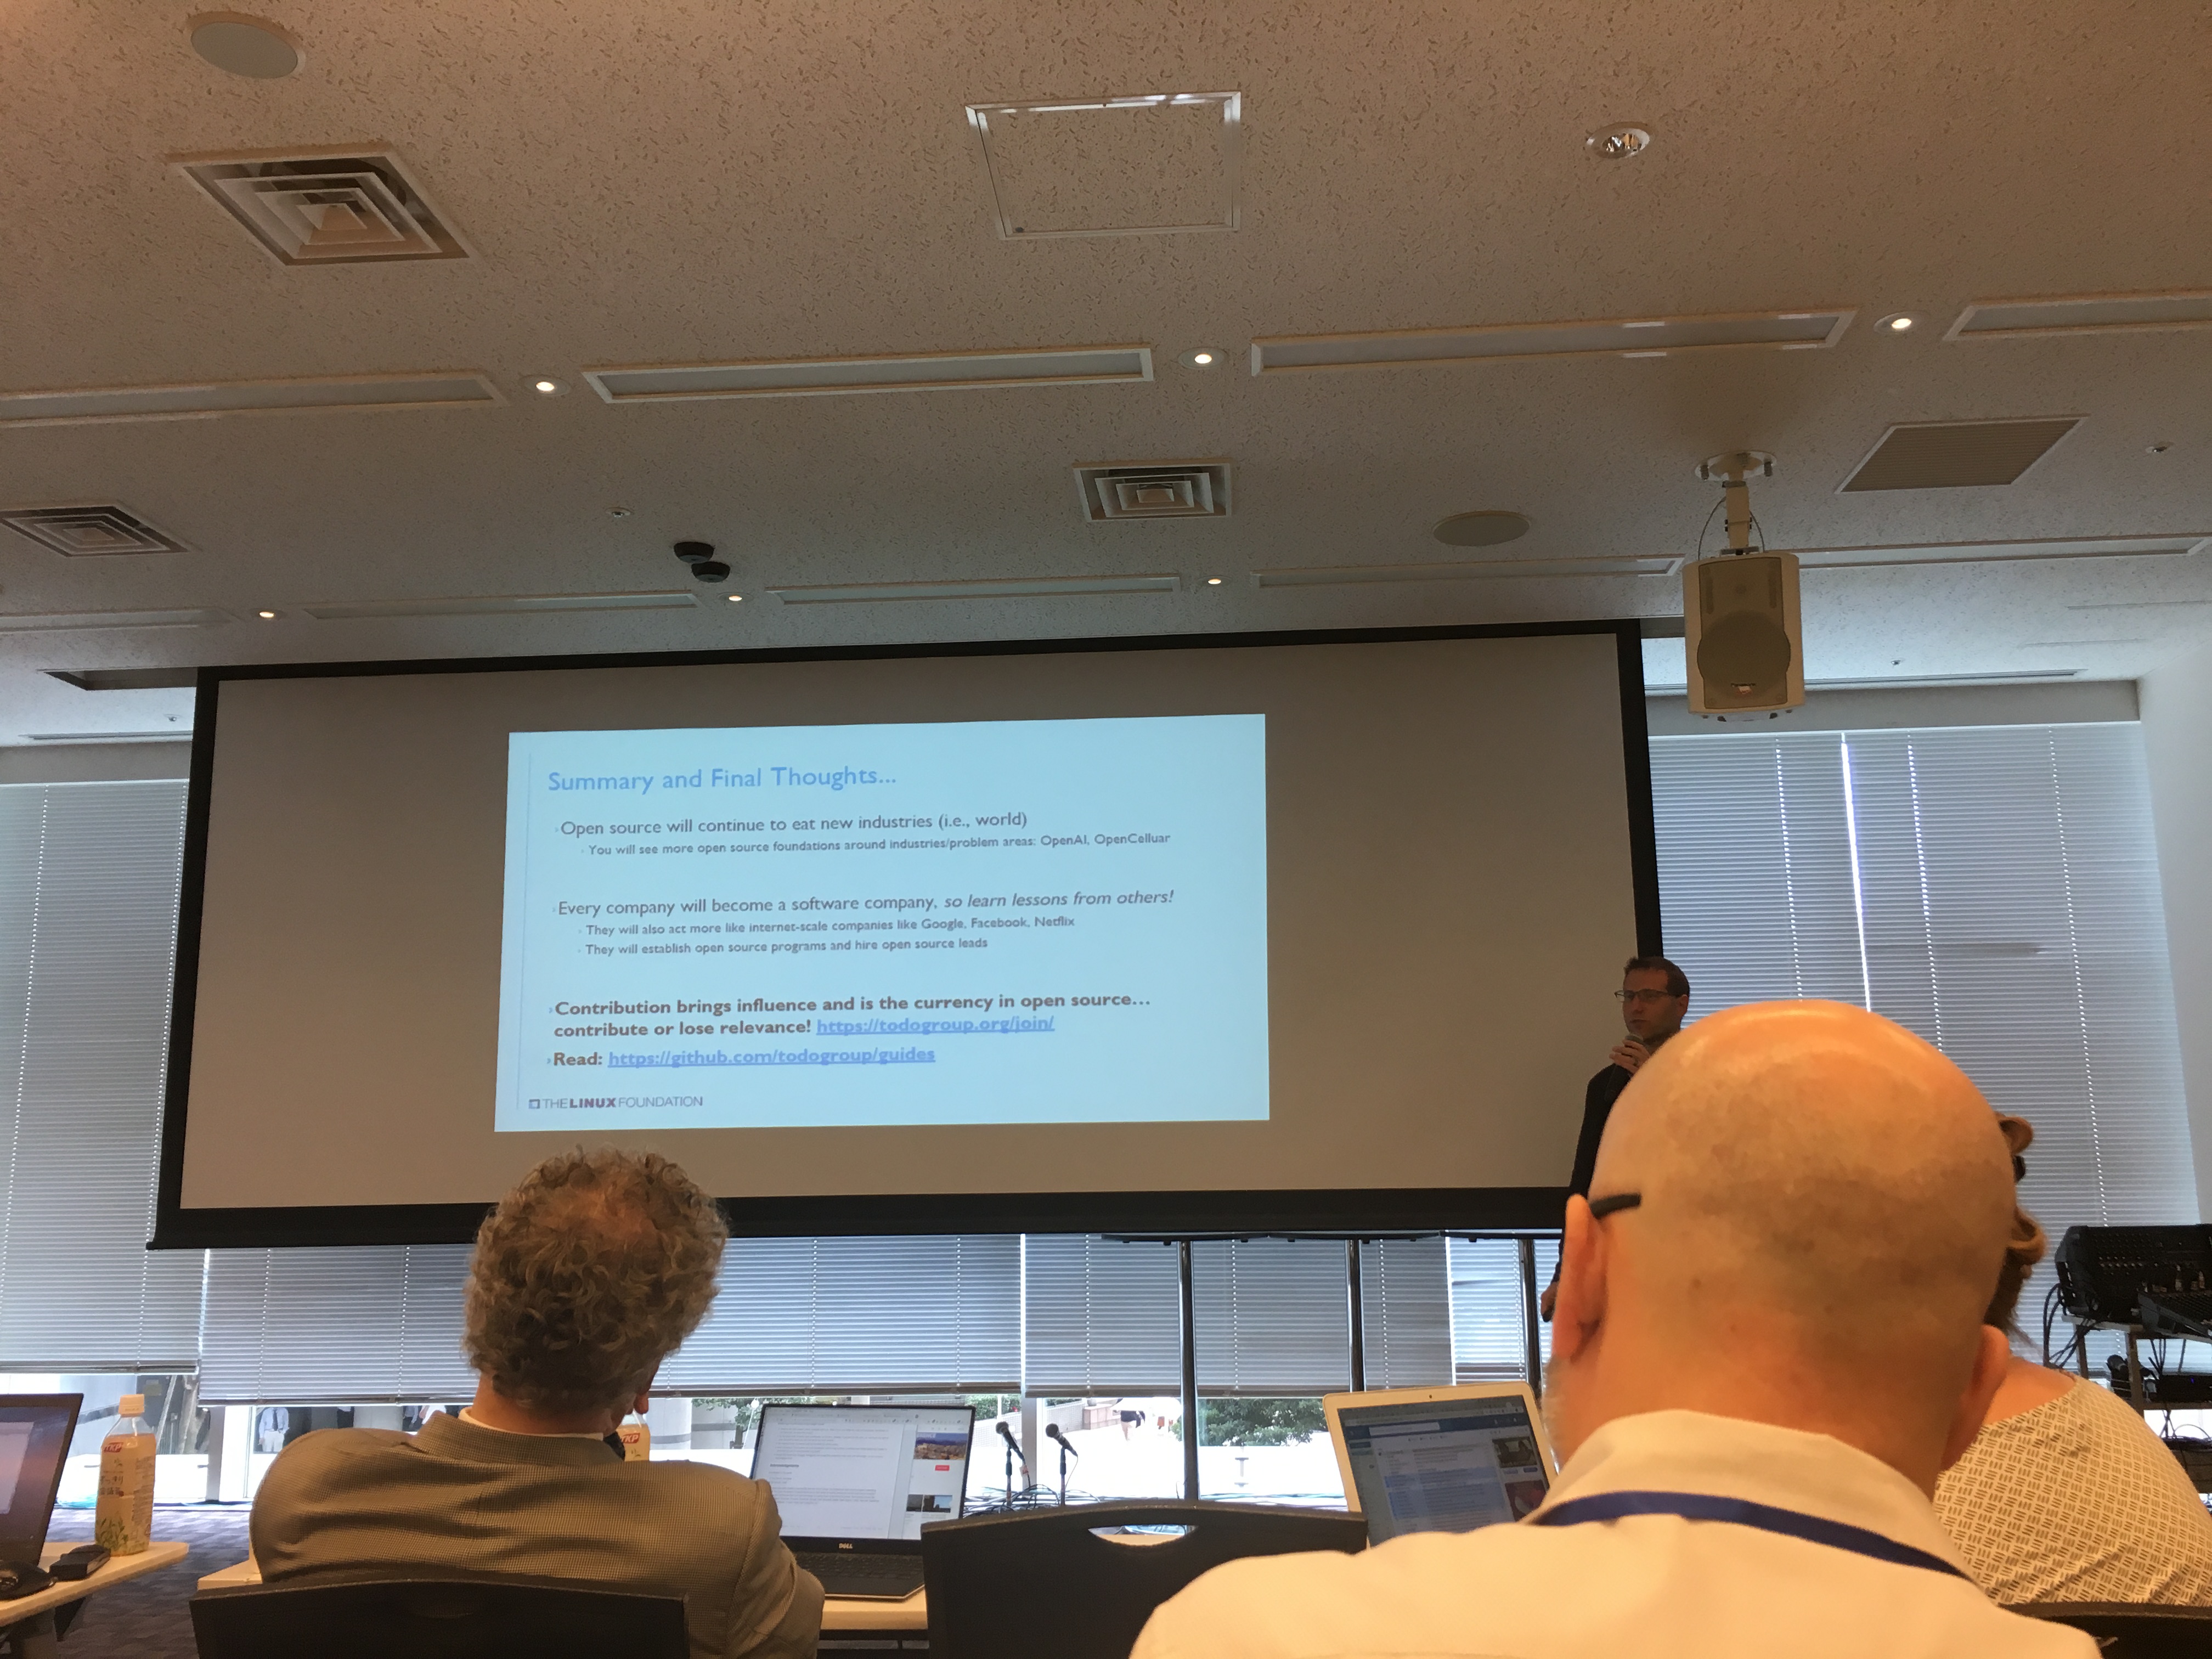 Summary and Final Thoughts...
Open source will continue to eat new industries (i.e., world)
You will see more open source foundations around industries/problem areas: OpenAI, OpenCelluar
Every company will become a software company, so learn lessons from others!
They will also act more like internet-scale companies like Google, Facebook, Netflix
They will establish open source programs and hire open source leads
Contribution brings influence and is the currency in open source...
contribute or lose relevance! https://todogroup.org/join/
Read: https://github.com/todogroup/guides
THE LINUX FOUNDATION
TKP
TKP
DELL